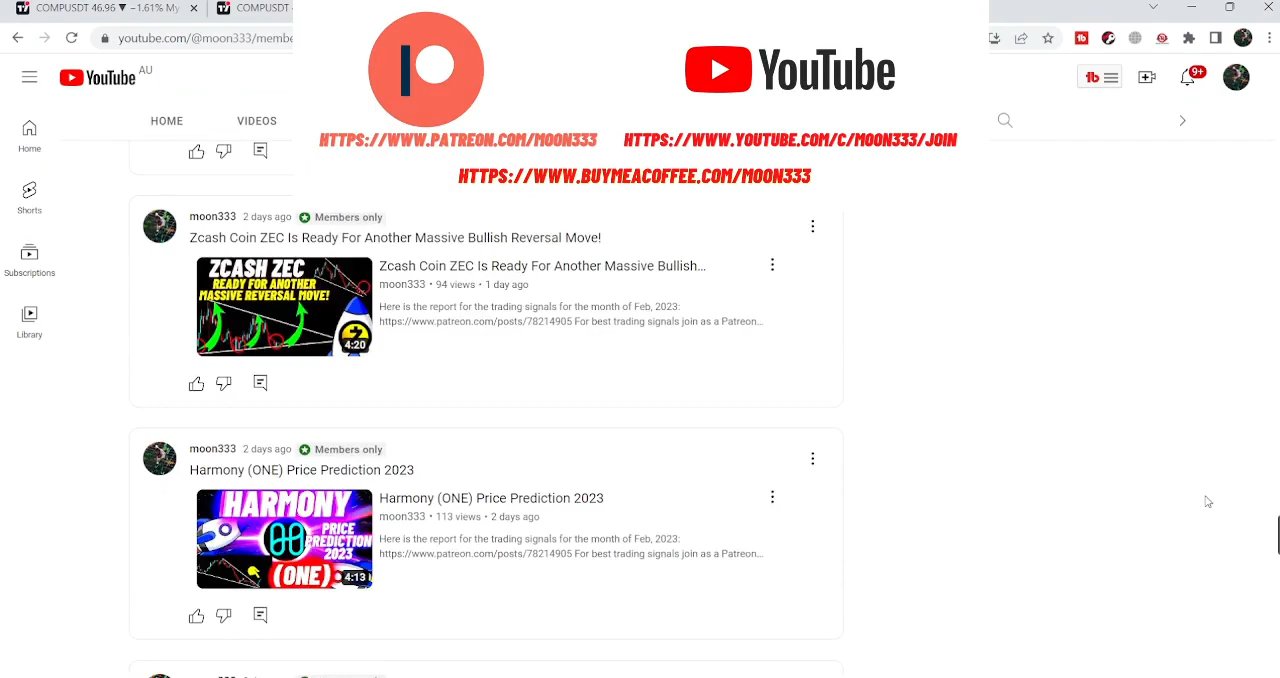 COMPUSDT 46.96 ▼ −1.61% My
COMPUSDT 4
youtube.com/@moon333/membe
YouTube AU
YouTube
9+
HTTPS://WWW.PATREON.COM/MOON333
HTTPS://WWW.YOUTUBE.COM/C/MOON333/JOIN
HTTPS://WWW.BUYMEACOFFEE.COM/MOON333
HOME
VIDEOS
Home
Shorts
Subscriptions
Library
moon333 2 days ago Members only
Zcash Coin ZEC Is Ready For Another Massive Bullish Reversal Move!
ZCASH ZEC
READY FOR ANOTHER
MASSIVE REVERSAL MOVE!
4:20
Zcash Coin ZEC Is Ready For Another Massive Bullish...
moon333 • 94 views • 1 day ago
Here is the report for the trading signals for the month of Feb, 2023:
https://www.patreon.com/posts/78214905 For best trading signals join as a Patreon...
moon333 2 days ago Members only
Harmony (ONE) Price Prediction 2023
HARMONY
PRICE
PREDICTION
2023
(ONE)
4:13
Harmony (ONE) Price Prediction 2023
moon333 • 113 views • 2 days ago
Here is the report for the trading signals for the month of Feb, 2023:
https://www.patreon.com/posts/78214905 For best trading signals join as a Patreon...